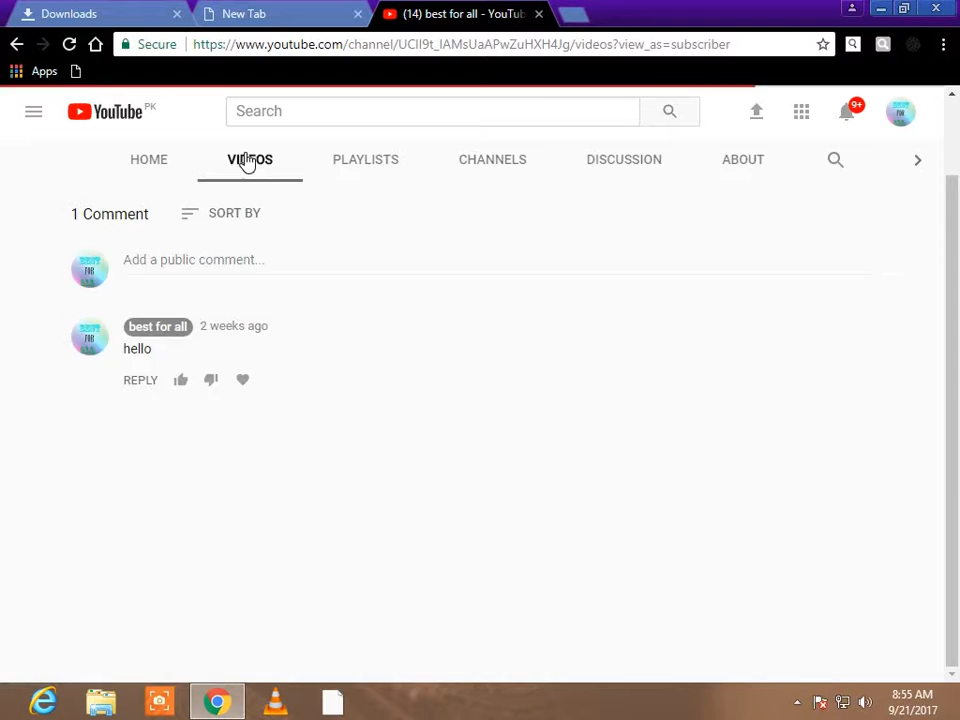 Downloads
New Tab
(14) best for all - YouTub
Secure
https://www.youtube.com/channel/UCIl9t_IAMsUaAPwZuHXH4Jg/videos?view_as=subscriber
Apps
YouTube PK
Search
9+
HOME
VIDEOS
PLAYLISTS
CHANNELS
DISCUSSION
ABOUT
1 Comment
SORT BY
Add a public comment...
best for all 2 weeks ago
hello
REPLY
8:55 AM
9/21/2017